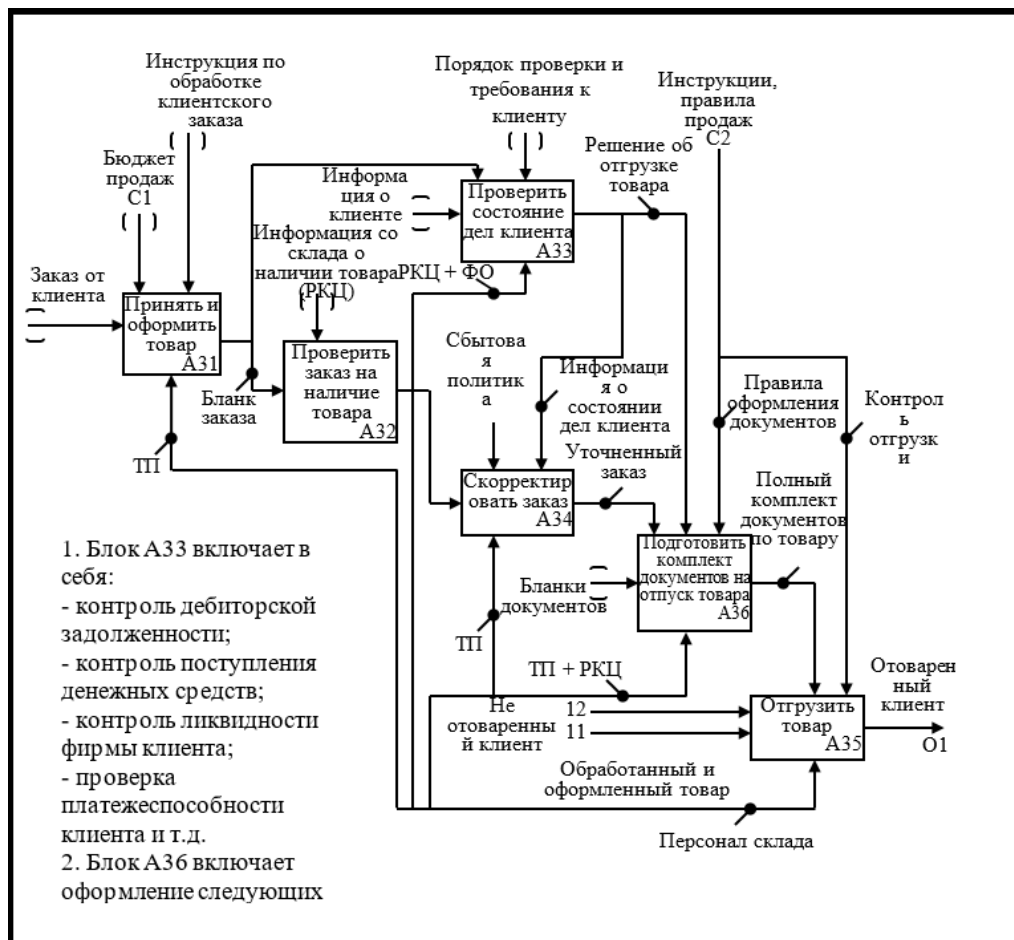 Инструкция по
обработке
клиентского
заказа
Порядок проверки и
требования к
клиенту
Инструкции,
правила
продаж
С2
Бюджет
продаж
С1
Решение об
отгрузке
товара
Информа
ция о
клиенте
Проверить
состояние
дел клиента
А33
Информация со
склада о
наличии товара
(РКЦ)
РКЦ + ФО
Заказ от
клиента
Принять и
оформить
товар
А31
Проверить
заказ на
наличие
товара
А32
Бланк
заказа
Сбытова
я
политик
а
Информаци
я о
состоянии
дел клиента
Правила
оформления
документов
Контрол
ь
отгрузк
и
ТП
Уточненный
заказ
Скорректир
овать заказ
А34
Полный
комплект
документов
по товару
Подготовить
комплект
документов на
отпуск товара
А36
Бланки
документов
ТП
ТП + РКЦ
Не
отоваренны
й клиент
12
11
Отгрузить
товар
А35
Отоварен
ный
клиент
О1
Обработанный и
оформленный товар
Персонал склада
1. Блок А33 включает в
себя:
- контроль дебиторской
задолженности;
- контроль поступления
денежных средств;
- контроль ликвидности
фирмы клиента;
- проверка
платежеспособности
клиента и т.д.
2. Блок А36 включает
оформление следующих